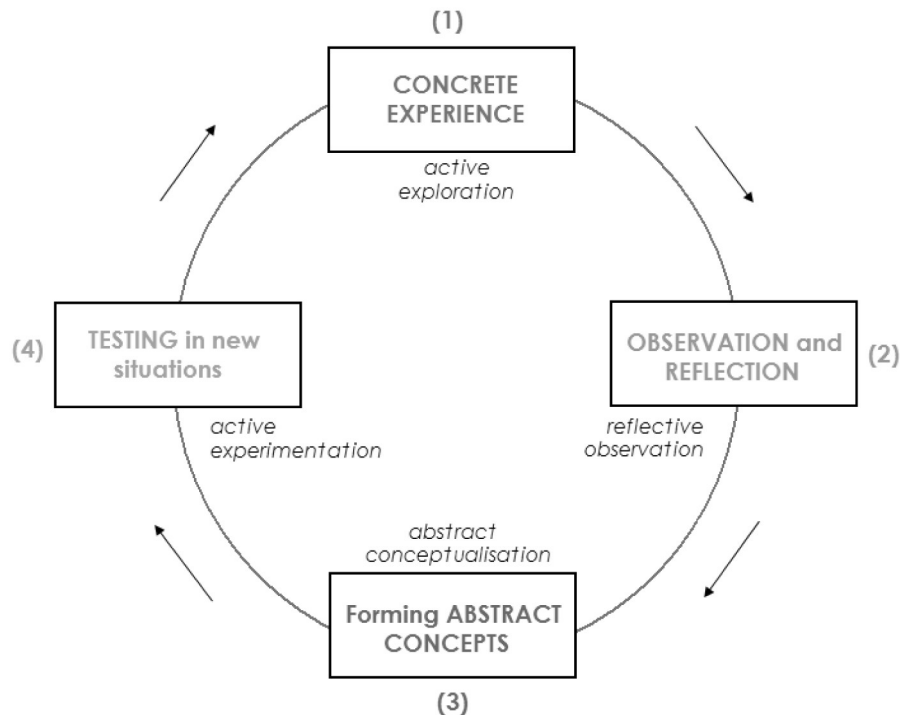 (1)
CONCRETE
EXPERIENCE
active
exploration
(2)
OBSERVATION and
REFLECTION
reflective
observation
(3)
Forming ABSTRACT
CONCEPTS
abstract
conceptualisation
(4)
TESTING in new
situations
active
experimentation